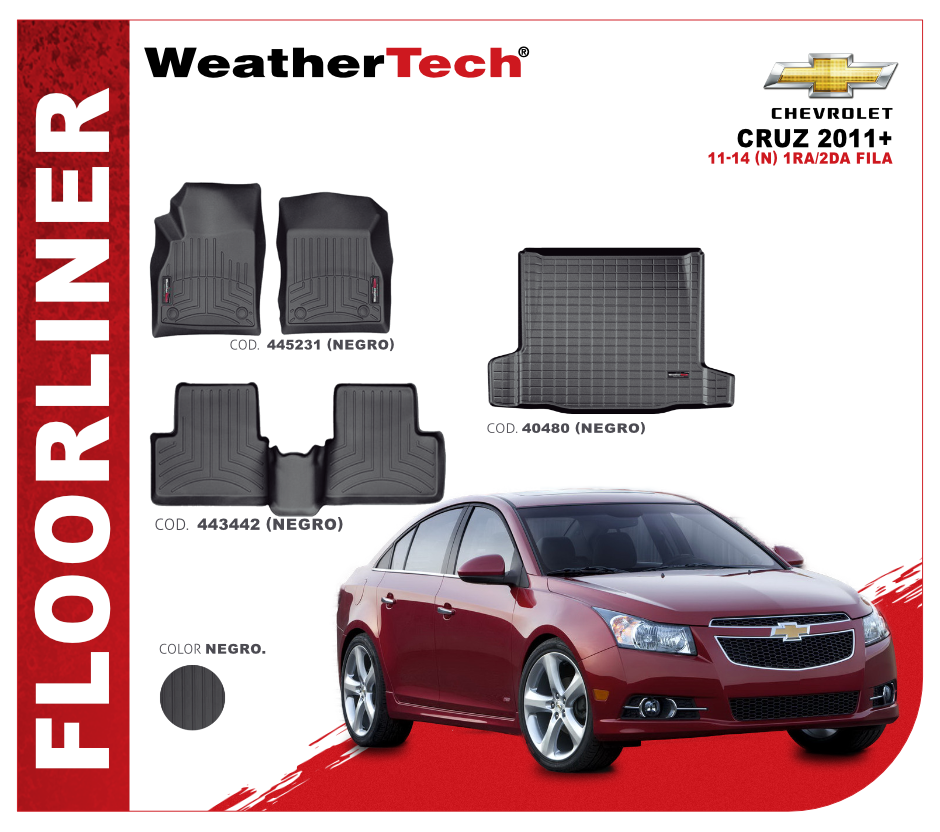 FLOORLINER
WeatherTech®
CHEVROLET
CRUZ 2011+
11-14 (N) 1RA/2DA FILA
COD. 445231 (NEGRO)
COD. 40480 (NEGRO)
WeatherTech
COD. 443442 (NEGRO)
COLOR NEGRO.